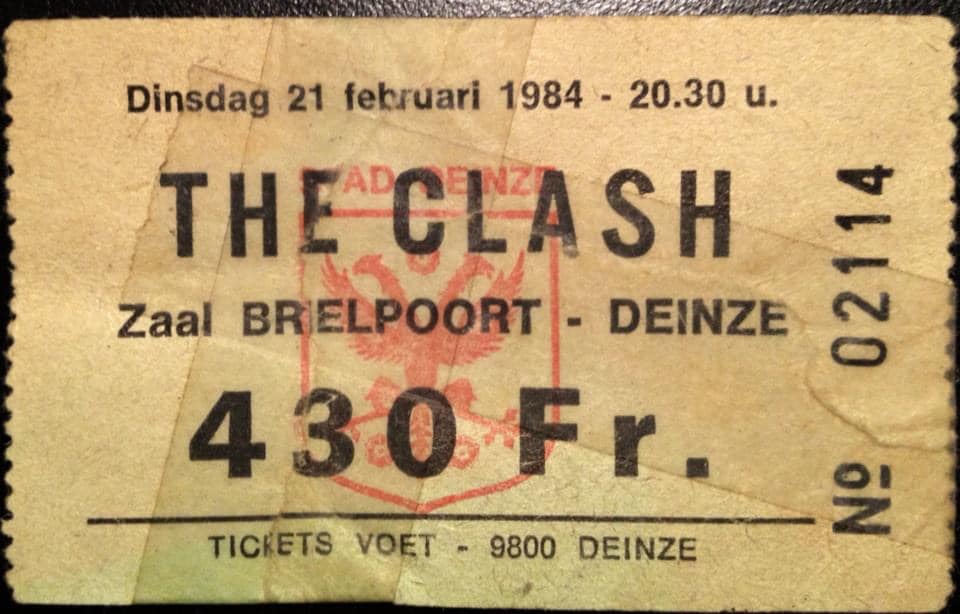 Dinsdag 21 februari 1984 - 20.30 u.
STAD DEINZE
THE CLASH
Zaal BRIELPOORT - DEINZE
430 Fr.
TICKETS VOET - 9800 DEINZE
Nº 02114